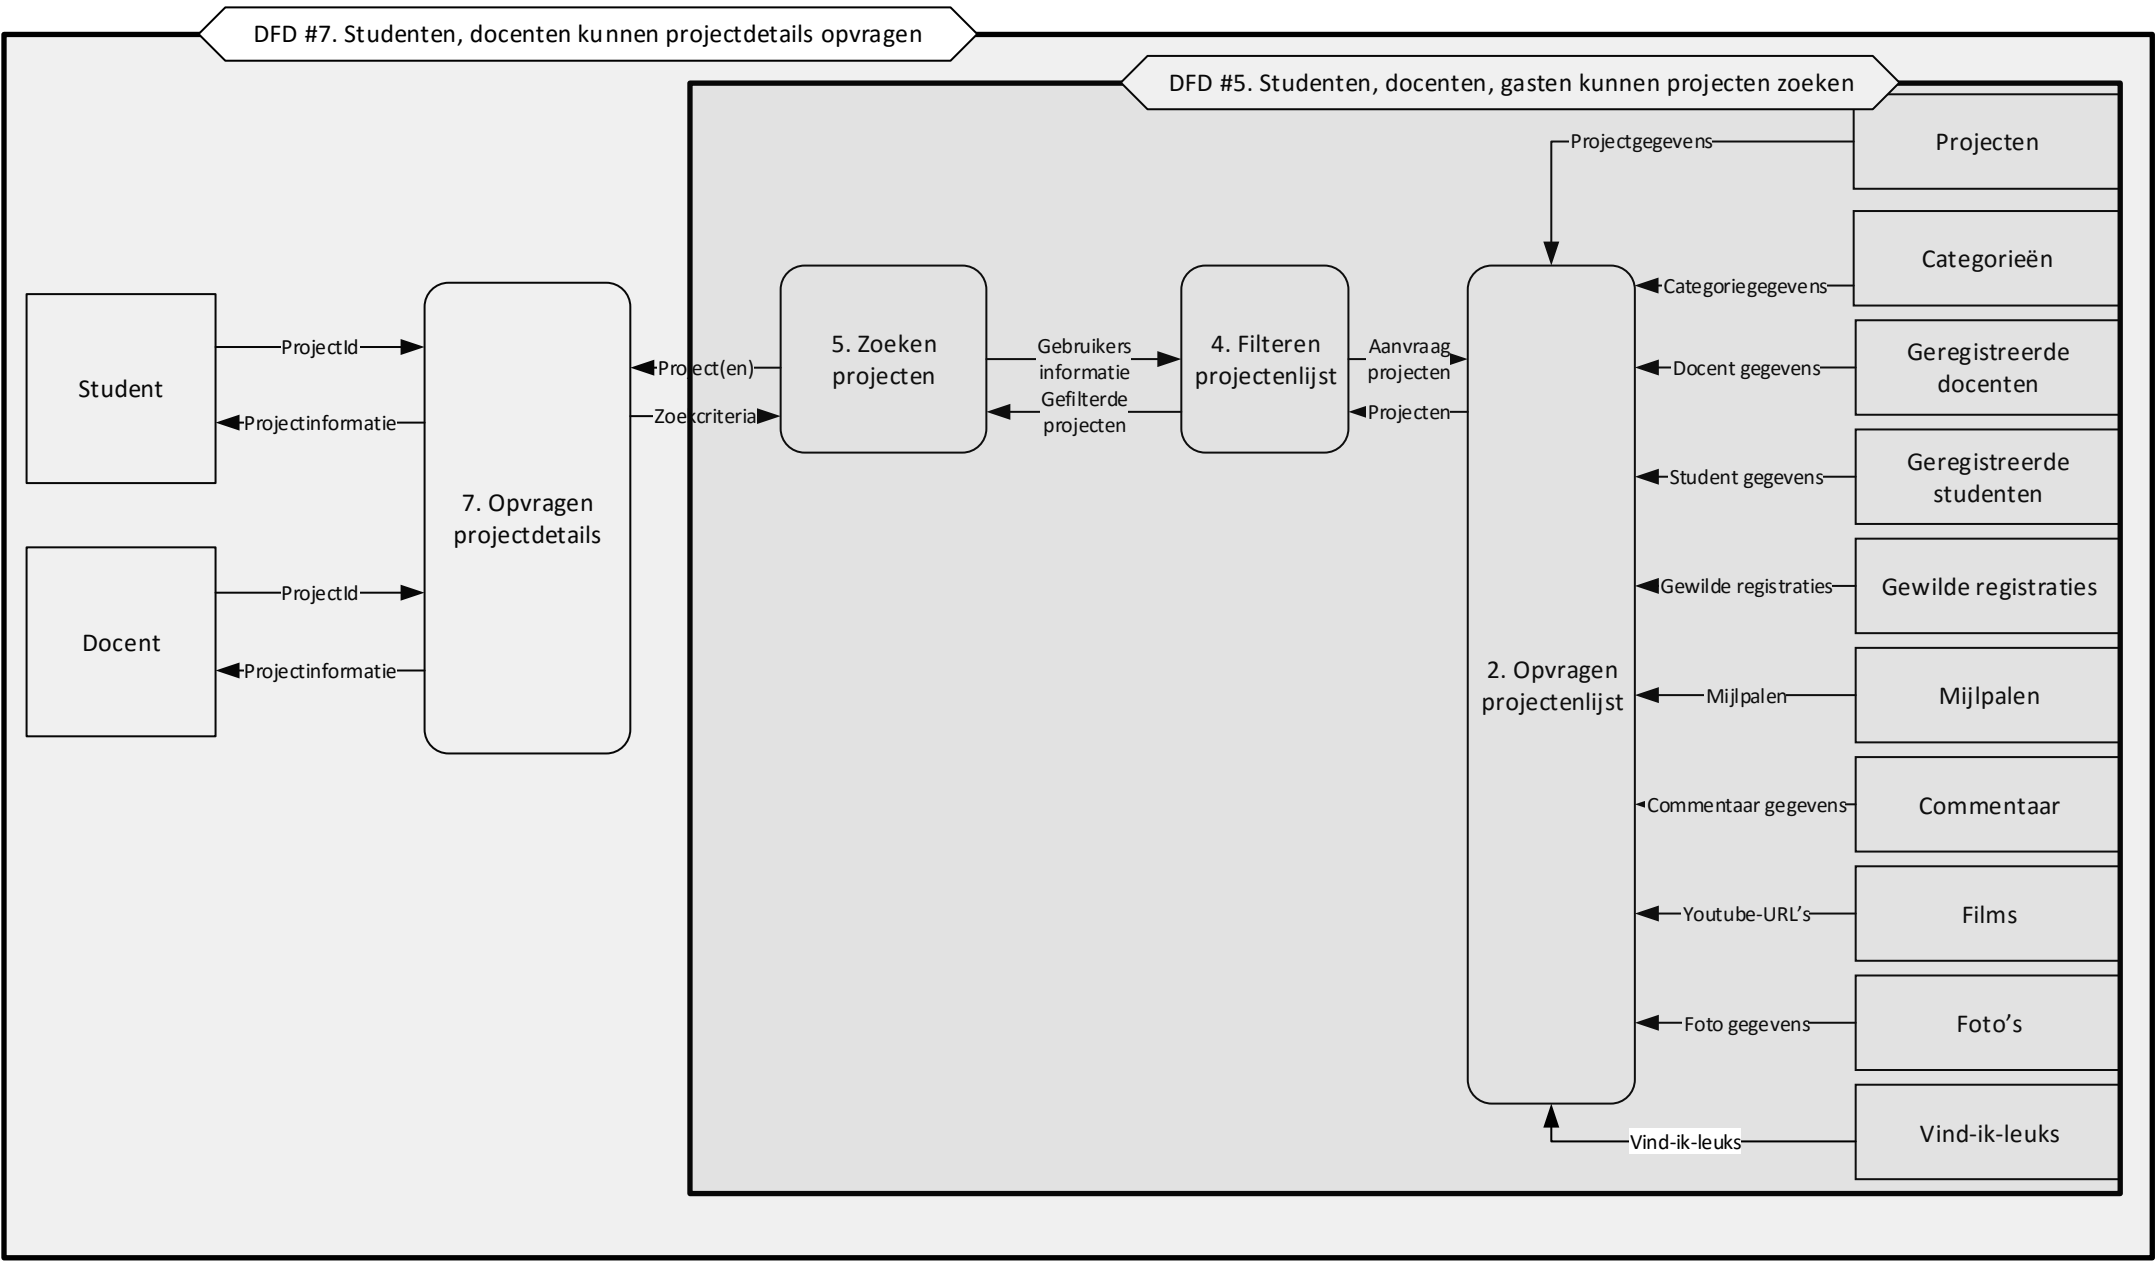 DFD #7. Studenten, docenten kunnen projectdetails opvragen
DFD #5. Studenten, docenten, gasten kunnen projecten zoeken
Student
ProjectId
Projectinformatie
Docent
ProjectId
Projectinformatie
7. Opvragen
projectdetails
Project(en)
Zoekcriteria
5. Zoeken
projecten
Gebruikers
informatie
Gefilterde
projecten
4. Filteren
projectenlijst
Aanvraag
projecten
Projecten
2. Opvragen
projectenlijst
Projectgegevens
Projecten
Categoriegegevens
Categorieën
Docent gegevens
Geregistreerde
docenten
Student gegevens
Geregistreerde
studenten
Gewilde registraties
Gewilde registraties
Mijlpalen
Mijlpalen
Commentaar gegevens
Commentaar
Youtube-URL’s
Films
Foto gegevens
Foto’s
Vind-ik-leuks
Vind-ik-leuks